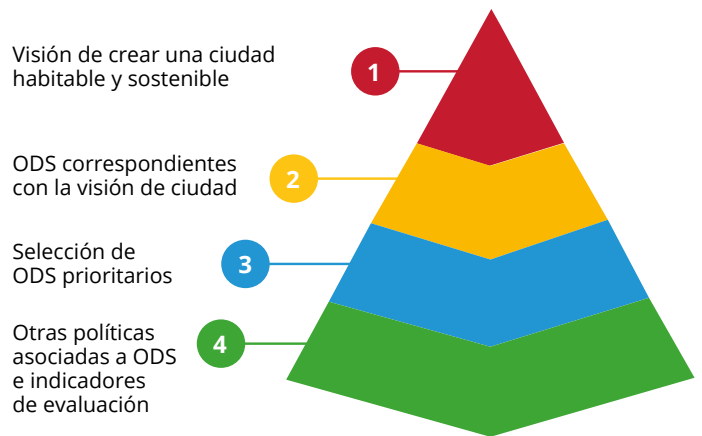 Visión de crear una ciudad
habitable y sostenible
1
ODS correspondientes
con la visión de ciudad
2
Selección de
ODS prioritarios
3
Otras políticas
asociadas a ODS
e indicadores
de evaluación
4